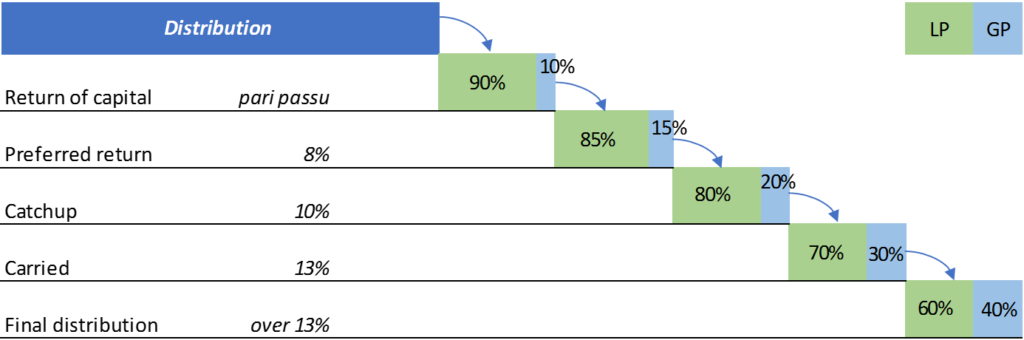 Distribution LP GP
90% 10%
Return of capital pari passu
85% 15%
Preferred return 8%
80% 20%
Catchup 10%
70% 30%
Carried 13%
60% 40%
Final distribution over 13%